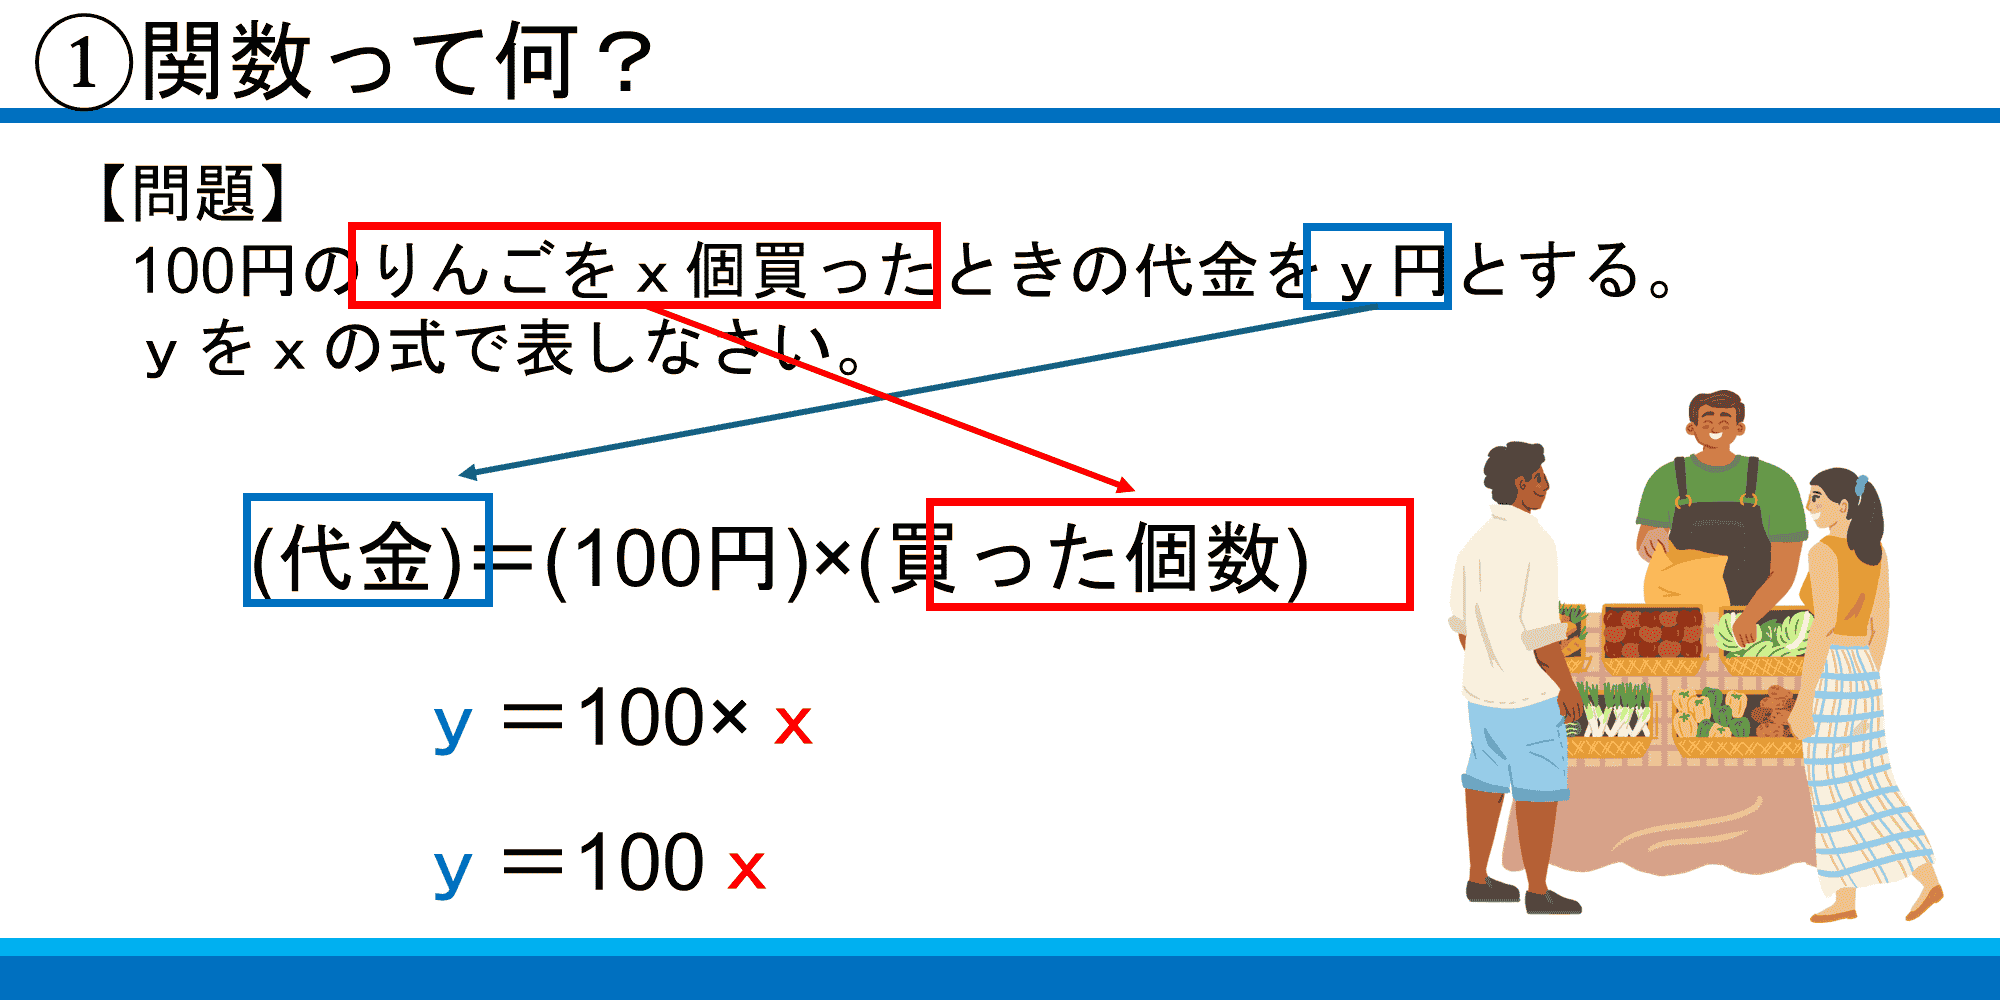 ①関数って何？
【問題】
100円のりんごをx個買ったときの代金をy円とする。
yをxの式で表しなさい。
(代金)＝(100円)×(買った個数)
y＝100×x
y＝100x